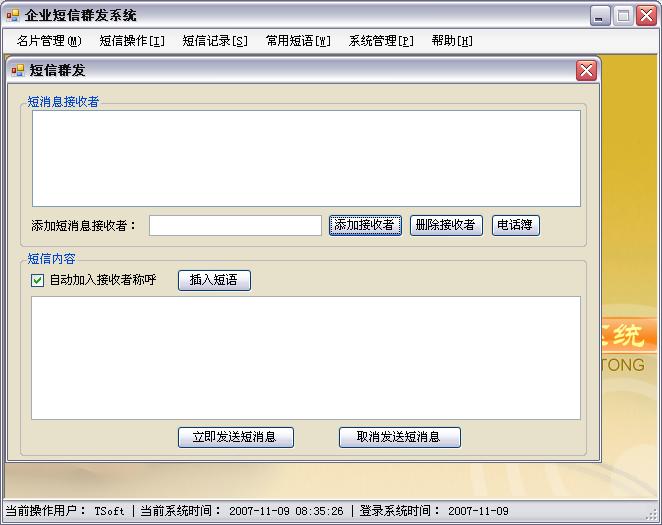 企业短信群发系统
名片管理(M) 短信操作[I] 短信记录[S] 常用短语[W] 系统管理[P] 帮助[H]
短信群发
短消息接收者
添加短消息接收者： 添加接收者 删除接收者 电话簿
短信内容
自动加入接收者称呼 插入短语
系统
TONG
立即发送短消息 取消发送短消息
当前操作用户： TSoft | 当前系统时间： 2007-11-09 08:35:26 | 登录系统时间： 2007-11-09